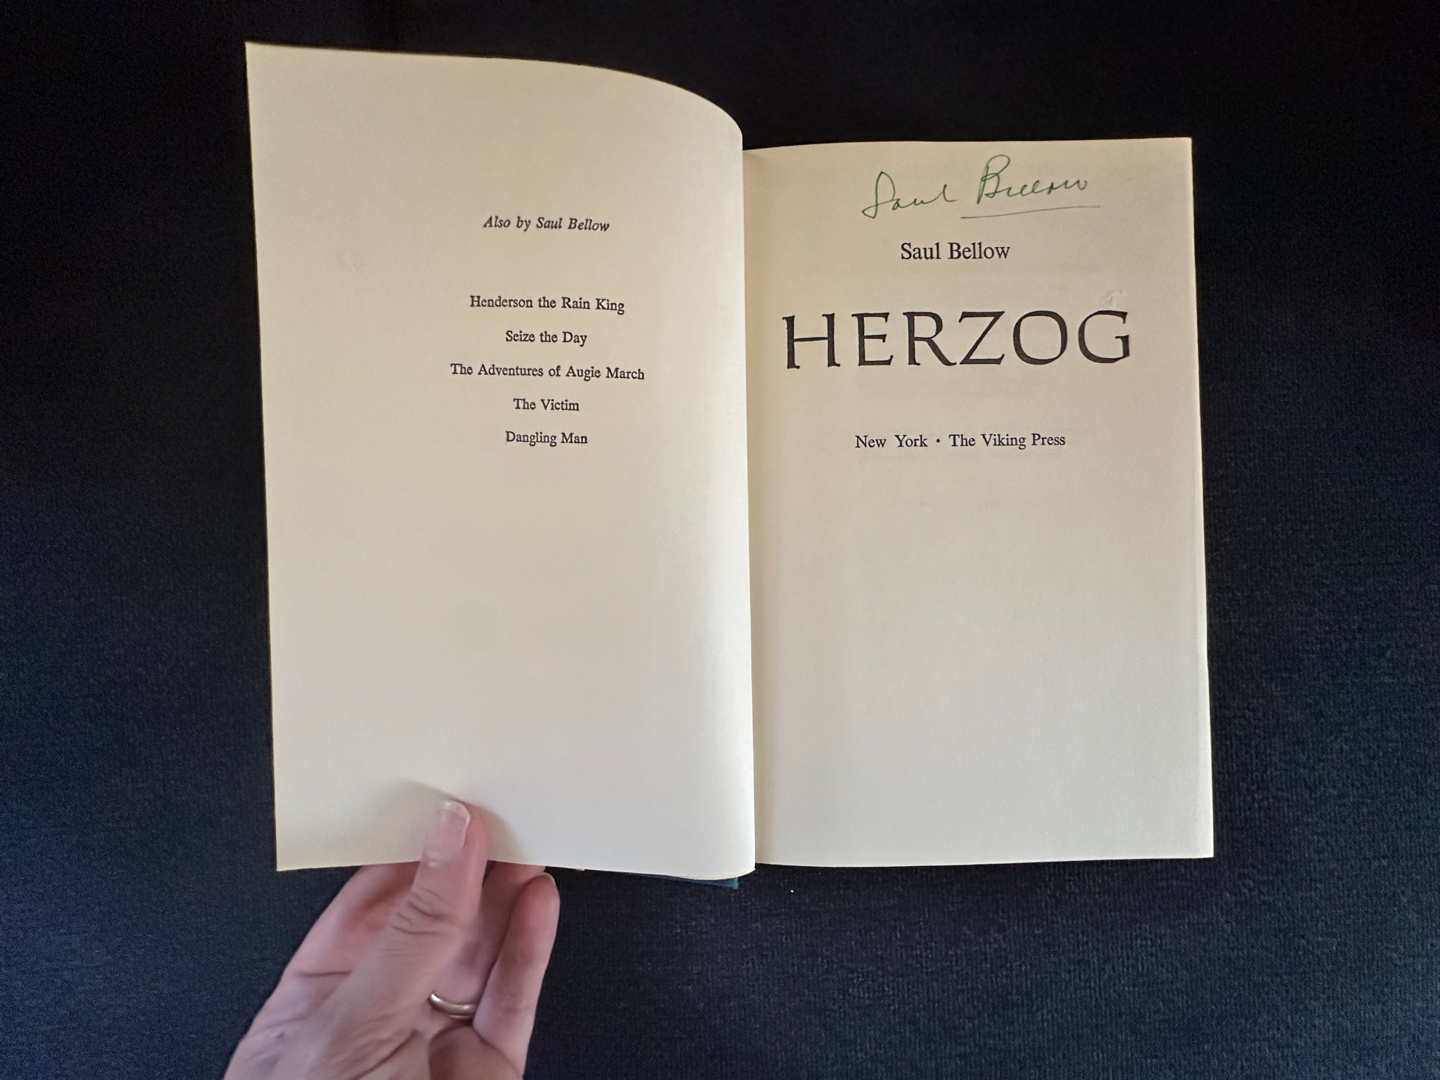 Also by Saul Bellow
Henderson the Rain King
Seize the Day
The Adventures of Augie March
The Victim
Dangling Man
Saul Bellow
Saul Bellow
HERZOG
New York • The Viking Press